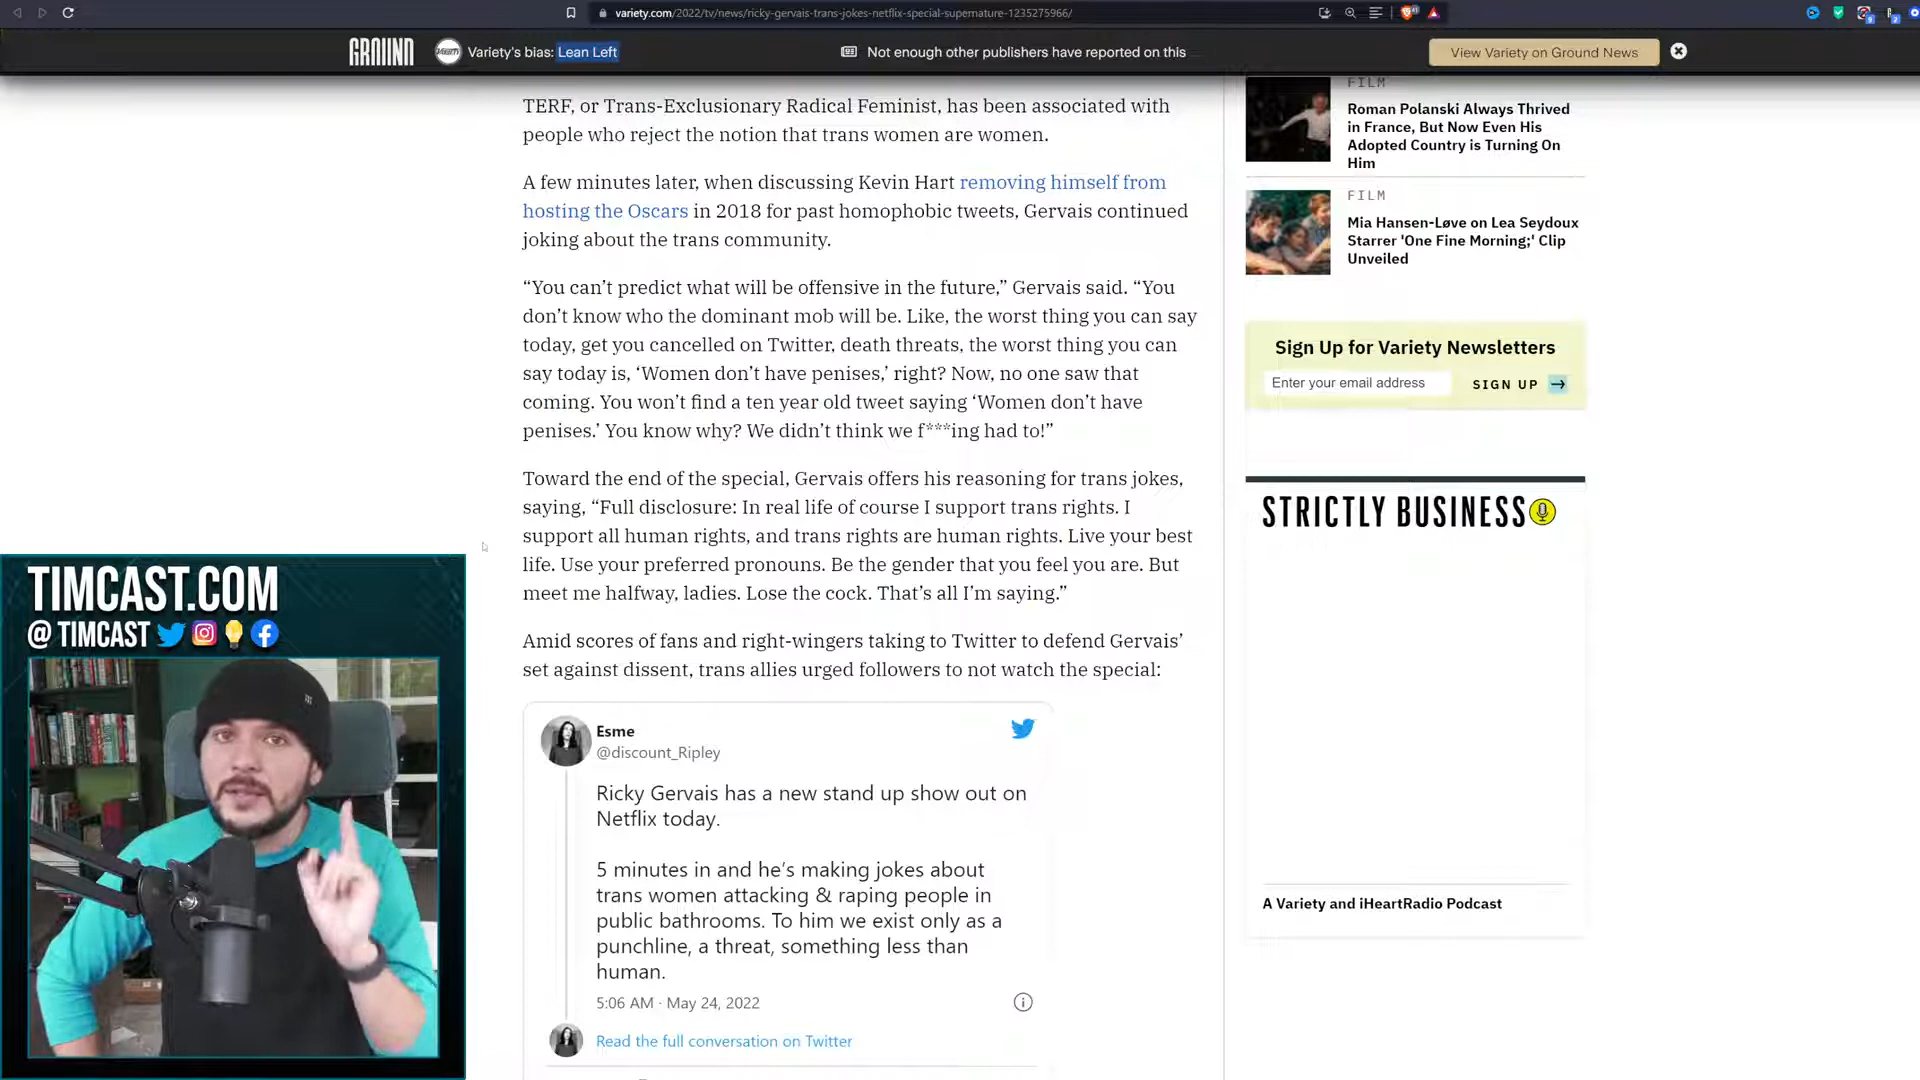 variety.com/2022/tv/news/ricky-gervais-trans-jokes-netflix-special-supernature-1235275966/
GROUND
Variety's bias: Lean Left
Not enough other publishers have reported on this
View Variety on Ground News
TERF, or Trans-Exclusionary Radical Feminist, has been associated with
people who reject the notion that trans women are women.
A few minutes later, when discussing Kevin Hart removing himself from
hosting the Oscars in 2018 for past homophobic tweets, Gervais continued
joking about the trans community.
“You can’t predict what will be offensive in the future,” Gervais said. “You
don’t know who the dominant mob will be. Like, the worst thing you can say
today, get you cancelled on Twitter, death threats, the worst thing you can
say today is, ‘Women don’t have penises,’ right? Now, no one saw that
coming. You won’t find a ten year old tweet saying ‘Women don’t have
penises.’ You know why? We didn’t think we f***ing had to!”
Toward the end of the special, Gervais offers his reasoning for trans jokes,
saying, “Full disclosure: In real life of course I support trans rights. I
support all human rights, and trans rights are human rights. Live your best
life. Use your preferred pronouns. Be the gender that you feel you are. But
meet me halfway, ladies. Lose the cock. That’s all I’m saying.”
Amid scores of fans and right-wingers taking to Twitter to defend Gervais’
set against dissent, trans allies urged followers to not watch the special:
Esme
@discount_Ripley
Ricky Gervais has a new stand up show out on
Netflix today.
5 minutes in and he’s making jokes about
trans women attacking & raping people in
public bathrooms. To him we exist only as a
punchline, a threat, something less than
human.
5:06 AM · May 24, 2022
Read the full conversation on Twitter
FILM
Roman Polanski Always Thrived
in France, But Now Even His
Adopted Country is Turning On
Him
FILM
Mia Hansen-Løve on Lea Seydoux
Starrer 'One Fine Morning;' Clip
Unveiled
Sign Up for Variety Newsletters
Enter your email address
SIGN UP
STRICTLY BUSINESS
A Variety and iHeartRadio Podcast
TIMCAST.COM
@ TIMCAST